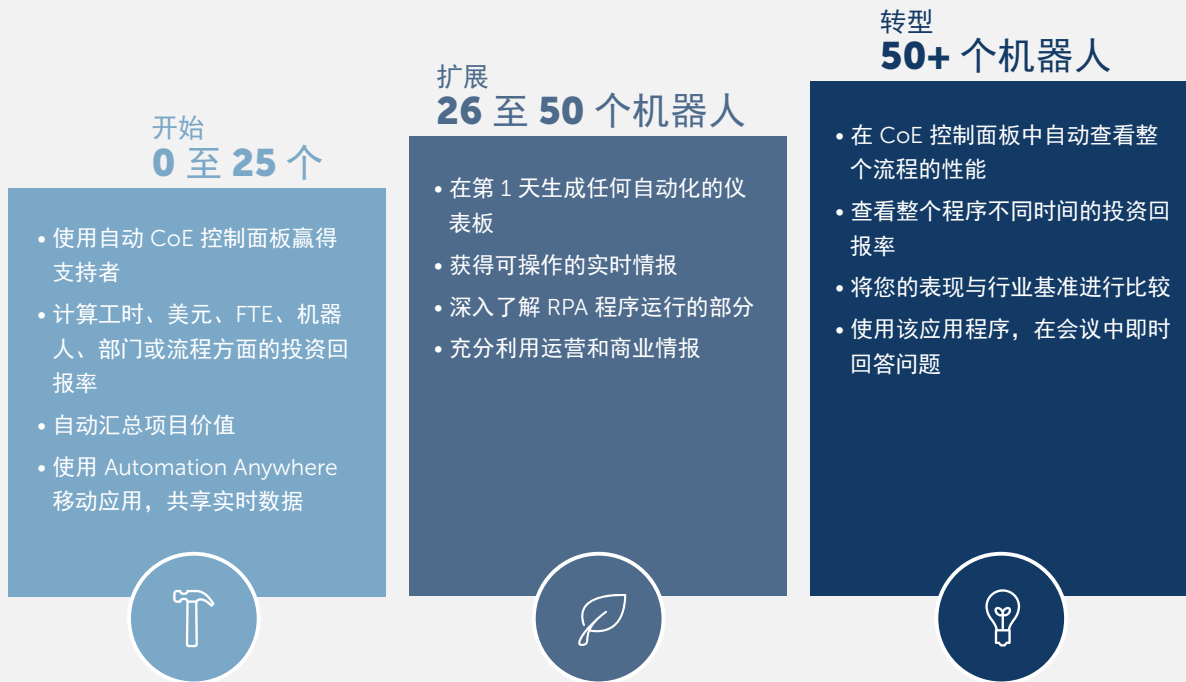 开始
0 至 25 个
• 使用自动 CoE 控制面板赢得
支持者
• 计算工时、美元、FTE、机器
人、部门或流程方面的投资回
报率
• 自动汇总项目价值
• 使用 Automation Anywhere
移动应用，共享实时数据
扩展
26 至 50 个机器人
• 在第 1 天生成任何自动化的仪
表板
• 获得可操作的实时情报
• 深入了解 RPA 程序运行的部分
• 充分利用运营和商业情报
转型
50+ 个机器人
• 在 CoE 控制面板中自动查看整
个流程的性能
• 查看整个程序不同时间的投资回
报率
• 将您的表现与行业基准进行比较
• 使用该应用程序，在会议中即时
回答问题